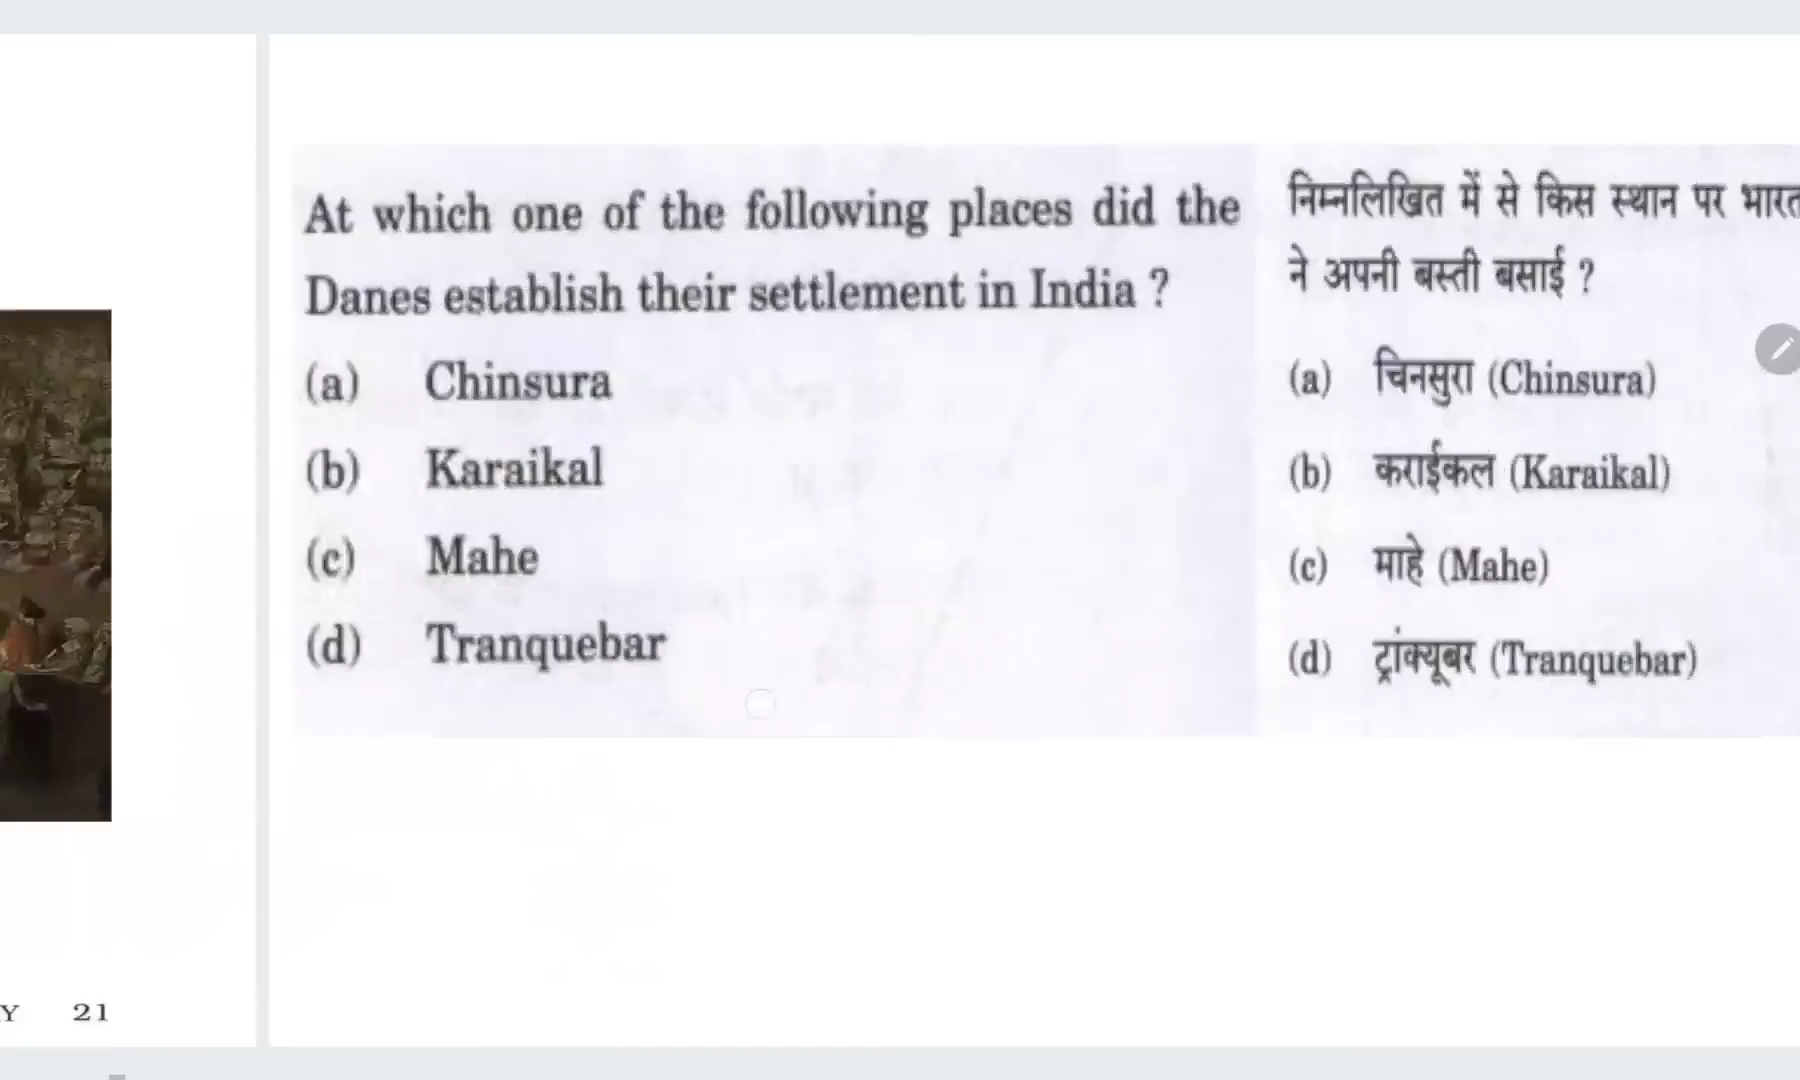 At which one of the following places did the
Danes establish their settlement in India ?
(a) Chinsura
(b) Karaikal
(c) Mahe
(d) Tranquebar
निम्नलिखित में से किस स्थान पर भारत
ने अपनी बस्ती बसाई ?
(a) चिनसुरा (Chinsura)
(b) कराईकल (Karaikal)
(c) माहे (Mahe)
(d) ट्रांक्यूबर (Tranquebar)
Y 21